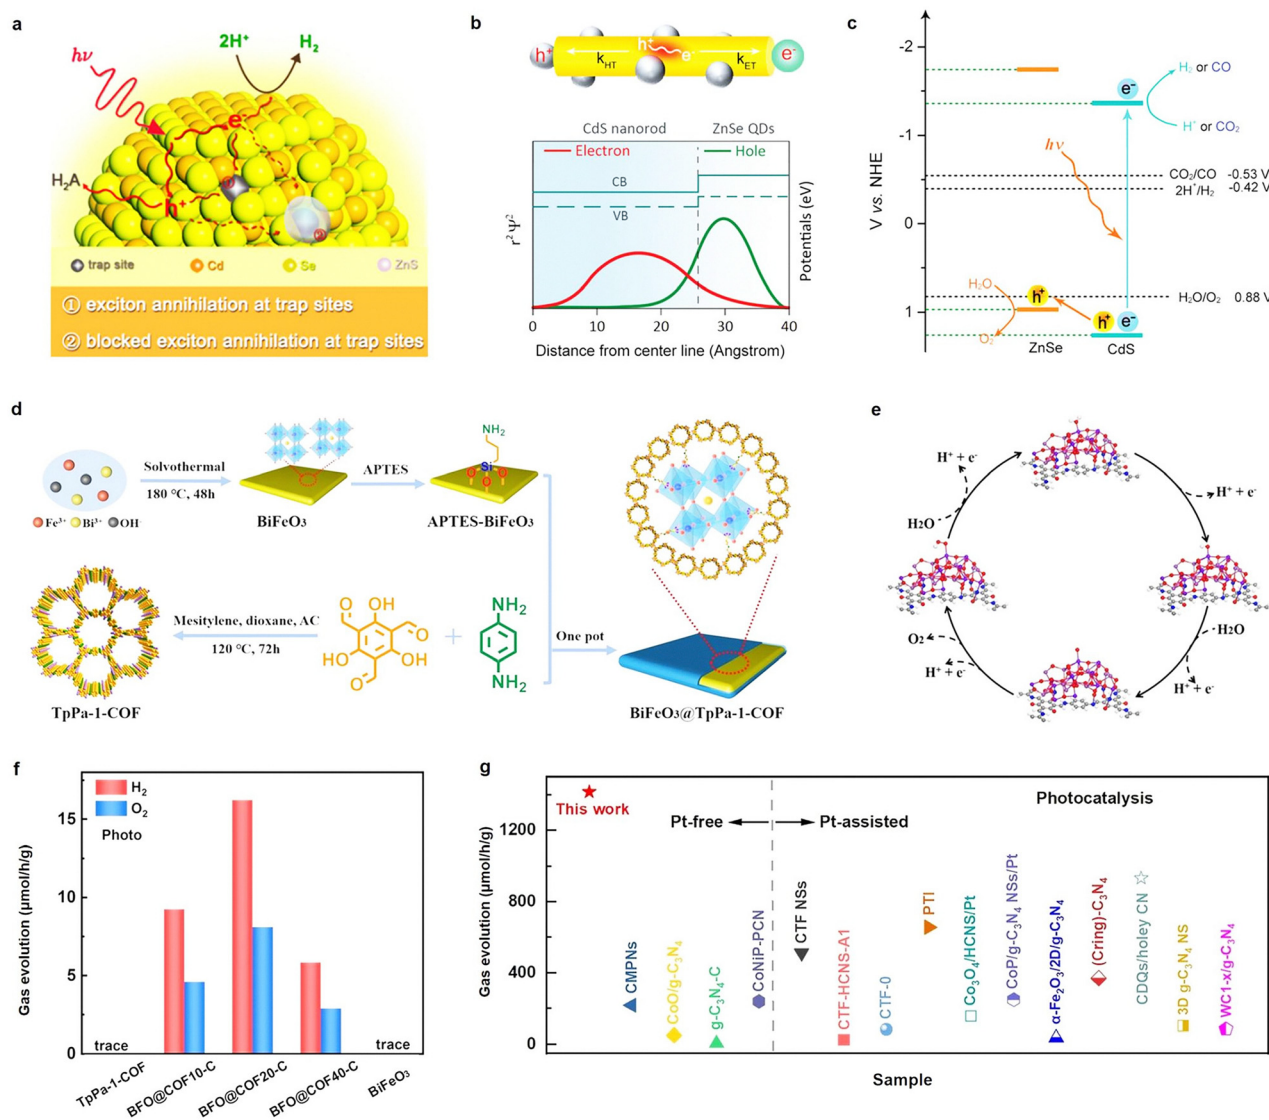 a
hν
2H⁺
H₂
e⁻
H₂A
h⁺
①
②
trap site
Cd
Se
ZnS
① exciton annihilation at trap sites
② blocked exciton annihilation at trap sites
b
h⁺
k_HT
h⁺
e⁻
k_ET
e⁻
CdS nanorod
ZnSe QDs
Electron
Hole
CB
VB
r² Ψ²
Potentials (eV)
0
10
20
30
40
Distance from center line (Angstrom)
c
-2
-1
0
1
V vs. NHE
e⁻
H₂ or CO
H⁺ or CO₂
hν
CO₂/CO -0.53 V
2H⁺/H₂ -0.42 V
H₂O
O₂
h⁺
H₂O/O₂ 0.88 V
h⁺
e⁻
ZnSe
CdS
d
Fe³⁺
Bi³⁺
OH⁻
Solvothermal
180 °C, 48h
BiFeO₃
APTES
NH₂
Si
O
O
O
APTES-BiFeO₃
TpPa-1-COF
Mesitylene, dioxane, AC
120 °C, 72h
O
OH
O
HO
OH
O
+
NH₂
NH₂
One pot
BiFeO₃@TpPa-1-COF
e
H⁺ + e⁻
H2O
H⁺ + e⁻
H2O
H⁺ + e⁻
O₂
H⁺ + e⁻
f
H₂
O₂
Photo
Gas evolution (μmol/h/g)
15
10
5
0
trace
trace
TpPa-1-COF
BFO@COF10-C
BFO@COF20-C
BFO@COF40-C
BiFeO₃
g
Gas evolution (μmol/h/g)
1200
800
400
0
This work
Pt-free
Pt-assisted
Photocatalysis
CMPNs
CoO/g-C₃N₄
g-C₃N₄-C
CoNiP-PCN
CTF NSs
CTF-HCNS-A1
CTF-0
PTI
Co₃O₄/HCNS/Pt
CoP/g-C₃N₄ NSs/Pt
α-Fe₂O₃/2D/g-C₃N₄
(Cring)-C₃N₄
CDQs/holey CN
3D g-C₃N₄ NS
WC1-x/g-C₃N₄
Sample